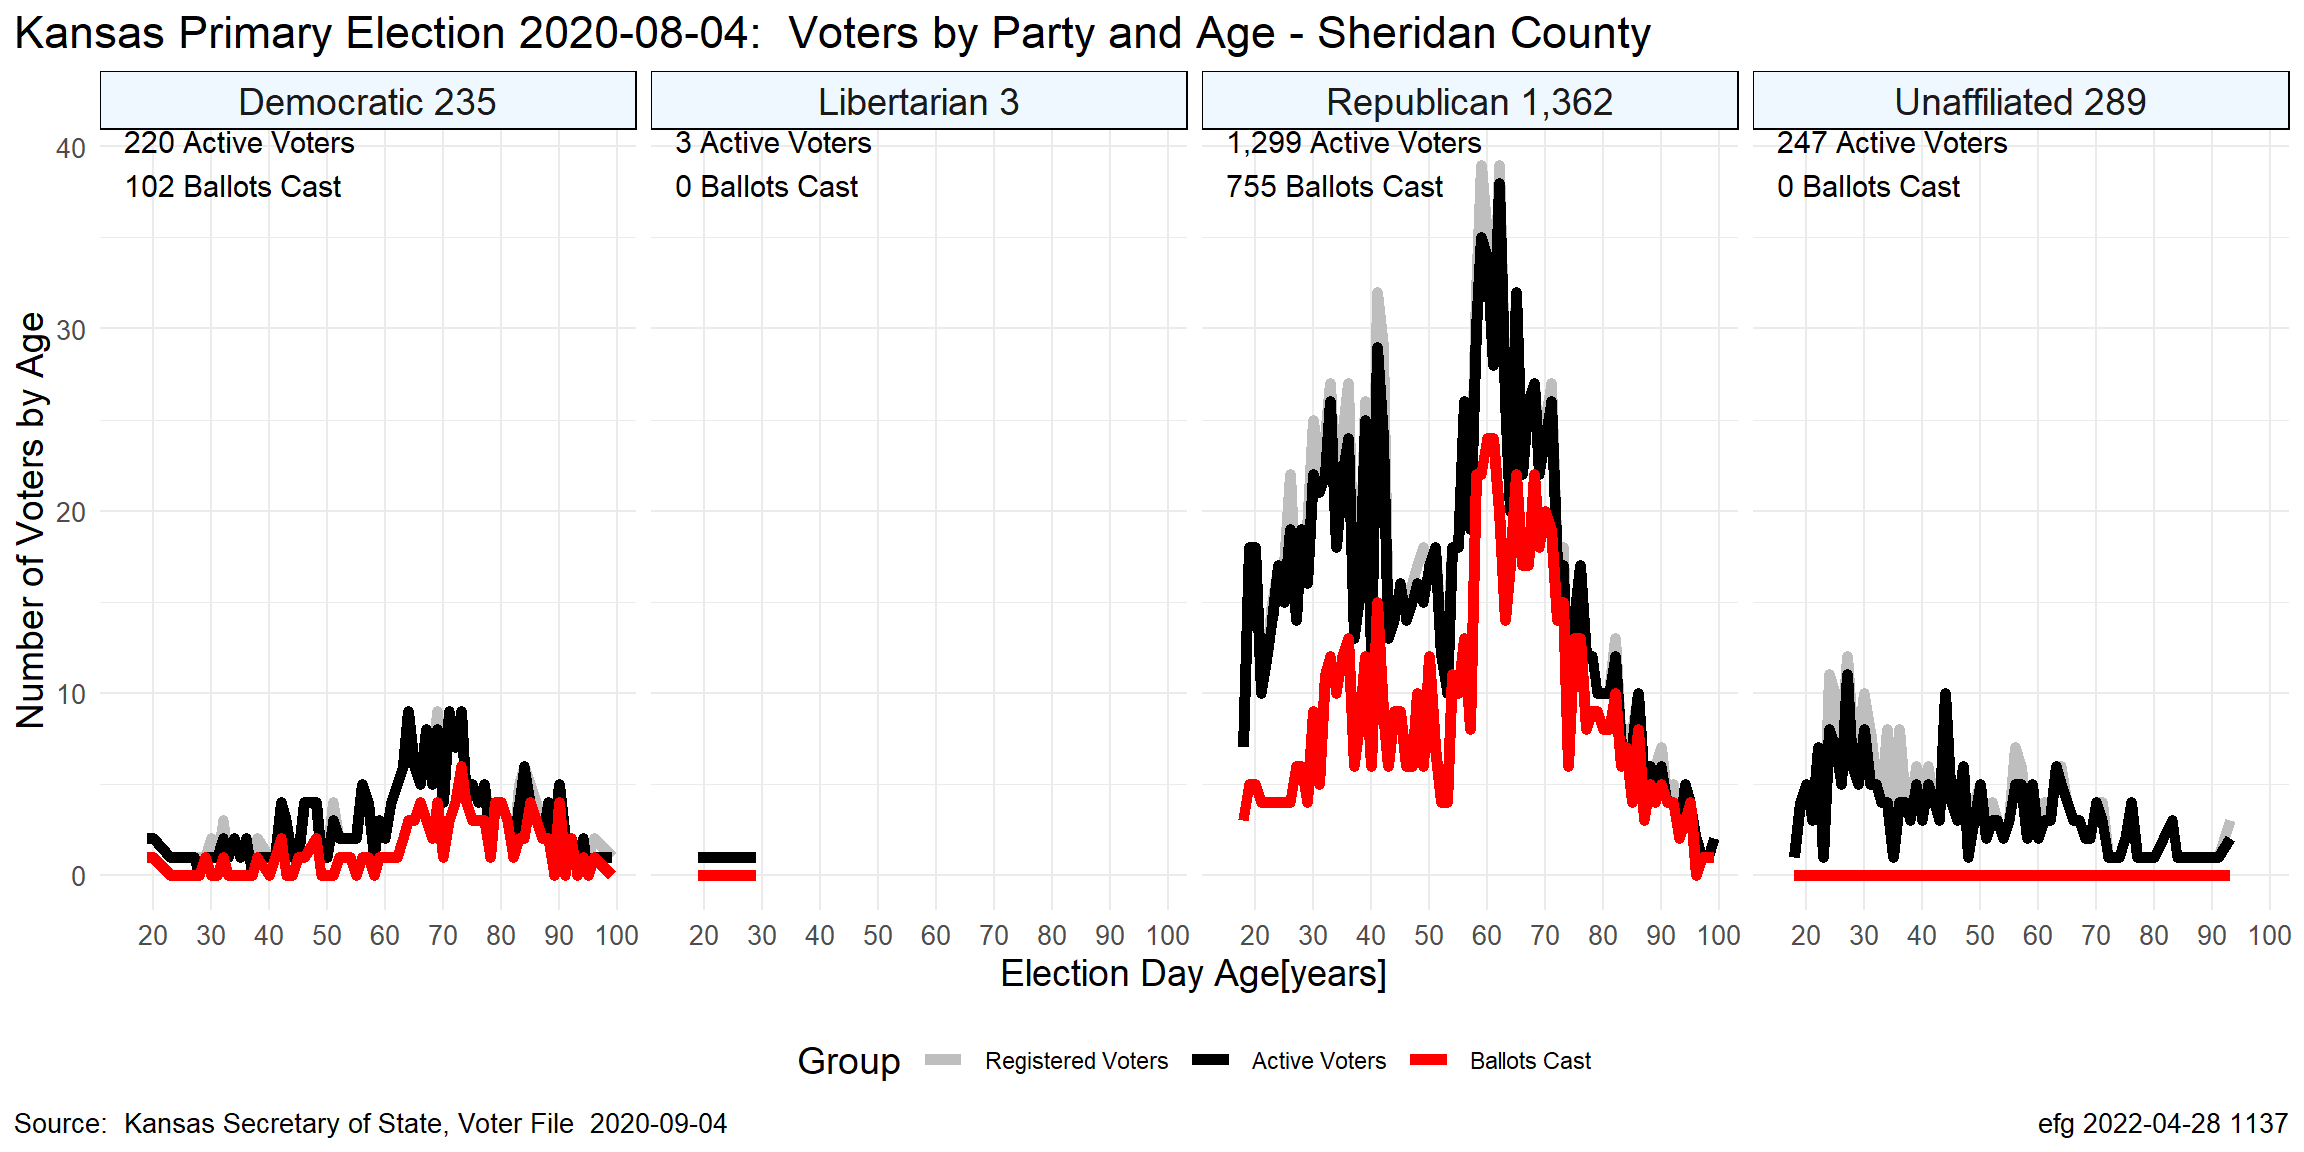 Kansas Primary Election 2020-08-04:  Voters by Party and Age - Sheridan County
Democratic 235
Libertarian 3
Republican 1,362
Unaffiliated 289
220 Active Voters
102 Ballots Cast
3 Active Voters
0 Ballots Cast
1,299 Active Voters
755 Ballots Cast
247 Active Voters
0 Ballots Cast
Number of Voters by Age
40
30
20
10
0
20 30 40 50 60 70 80 90 100
20 30 40 50 60 70 80 90 100
20 30 40 50 60 70 80 90 100
20 30 40 50 60 70 80 90 100
Election Day Age[years]
Group Registered Voters Active Voters Ballots Cast
Source:  Kansas Secretary of State, Voter File  2020-09-04
efg 2022-04-28 1137